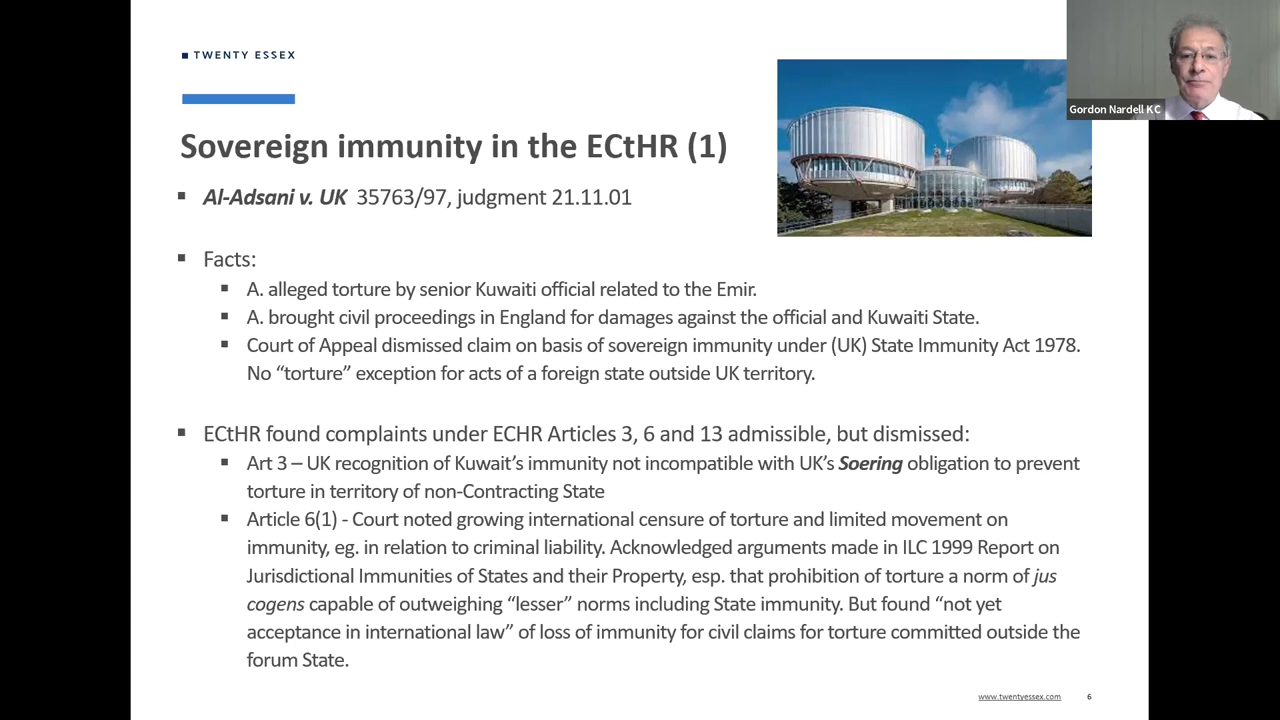 TWENTY ESSEX
Gordon Nardell KC
Sovereign immunity in the ECtHR (1)
Al-Adsani v. UK 35763/97, judgment 21.11.01
Facts:
A. alleged torture by senior Kuwaiti official related to the Emir.
A. brought civil proceedings in England for damages against the official and Kuwaiti State.
Court of Appeal dismissed claim on basis of sovereign immunity under (UK) State Immunity Act 1978.
No “torture” exception for acts of a foreign state outside UK territory.
ECtHR found complaints under ECHR Articles 3, 6 and 13 admissible, but dismissed:
Art 3 – UK recognition of Kuwait’s immunity not incompatible with UK’s Soering obligation to prevent
torture in territory of non-Contracting State
Article 6(1) - Court noted growing international censure of torture and limited movement on
immunity, eg. in relation to criminal liability. Acknowledged arguments made in ILC 1999 Report on
Jurisdictional Immunities of States and their Property, esp. that prohibition of torture a norm of jus
cogens capable of outweighing “lesser” norms including State immunity. But found “not yet
acceptance in international law” of loss of immunity for civil claims for torture committed outside the
forum State.
www.twentyessex.com 6